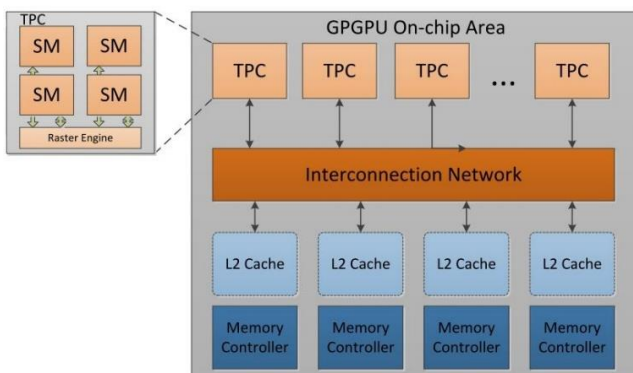 TPC
SM SM
SM SM
Raster Engine
GPGPU On-chip Area
TPC TPC TPC ... TPC
Interconnection Network
L2 Cache L2 Cache L2 Cache L2 Cache
Memory Memory Memory Memory
Controller Controller Controller Controller